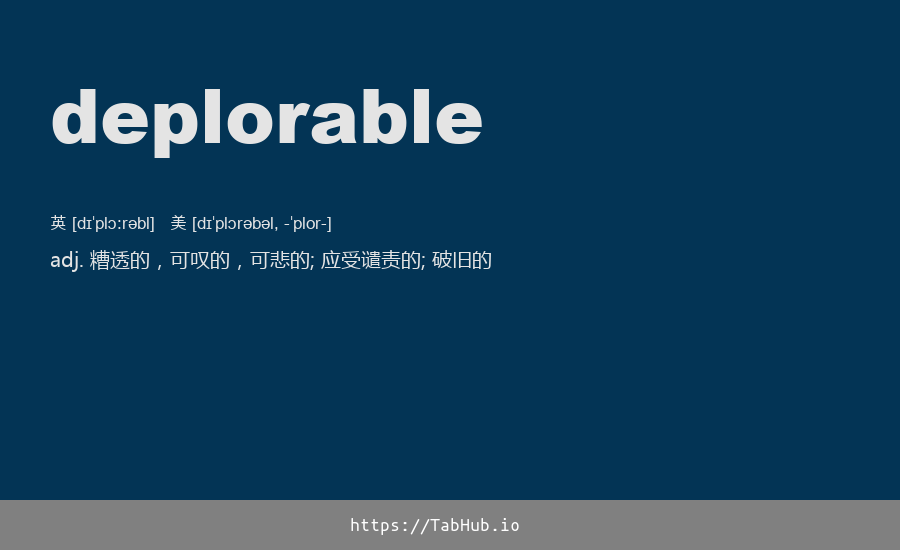 deplorable
英 [dɪˈplɔːrəbl] 美 [dɪˈplɔrəbəl, -ˈplor-]
adj. 糟透的，可叹的，可悲的; 应受谴责的; 破旧的
https://TabHub.io